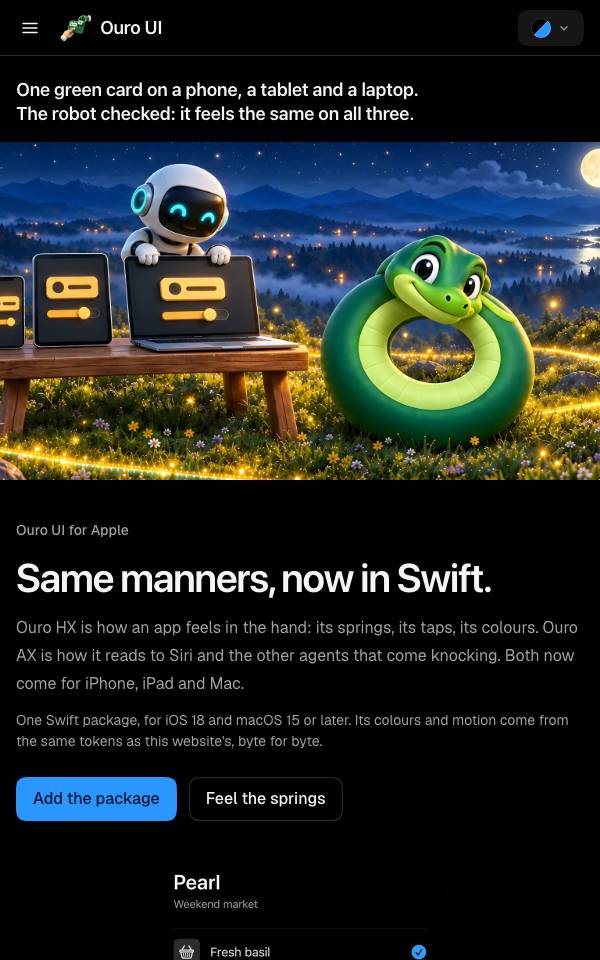 Ouro UI
One green card on a phone, a tablet and a laptop.
The robot checked: it feels the same on all three.
Ouro UI for Apple
Same manners, now in Swift.
Ouro HX is how an app feels in the hand: its springs, its taps, its colours. Ouro
AX is how it reads to Siri and the other agents that come knocking. Both now
come for iPhone, iPad and Mac.
One Swift package, for iOS 18 and macOS 15 or later. Its colours and motion come from
the same tokens as this website's, byte for byte.
Add the package
Feel the springs
Pearl
Weekend market
Fresh basil